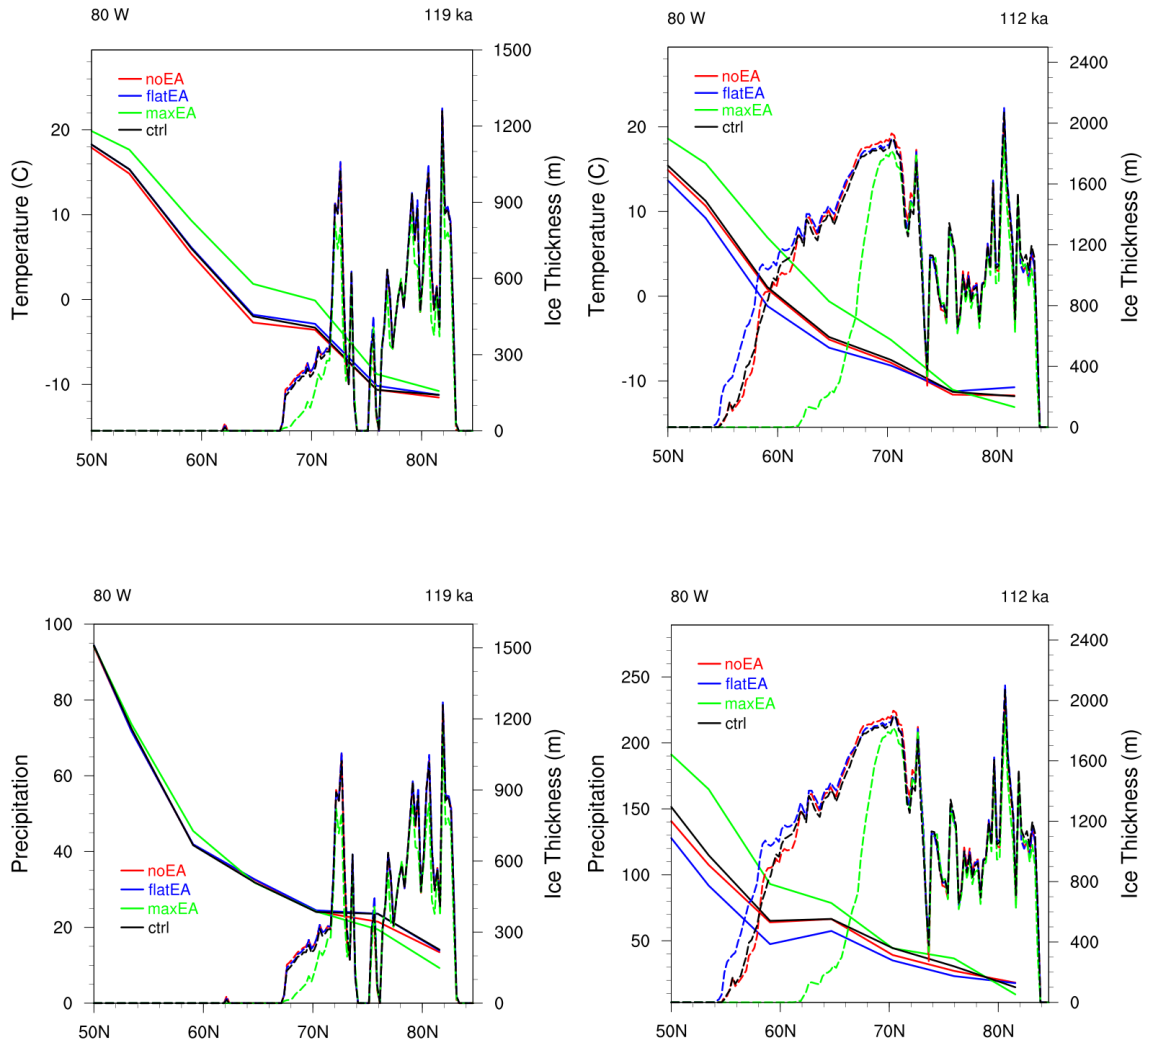 80 W 119 ka
1500
1200
900
600
300
0
20
10
0
-10
Temperature (C)
Ice Thickness (m)
noEA
flatEA
maxEA
ctrl
50N 60N 70N 80N
80 W 112 ka
2400
2000
1600
1200
800
400
0
20
10
0
-10
Temperature (C)
Ice Thickness (m)
noEA
flatEA
maxEA
ctrl
50N 60N 70N 80N
80 W 119 ka
100
80
60
40
20
0
1500
1200
900
600
300
0
Precipitation
Ice Thickness (m)
noEA
flatEA
maxEA
ctrl
50N 60N 70N 80N
80 W 112 ka
250
200
150
100
50
2400
2000
1600
1200
800
400
0
Precipitation
Ice Thickness (m)
noEA
flatEA
maxEA
ctrl
50N 60N 70N 80N